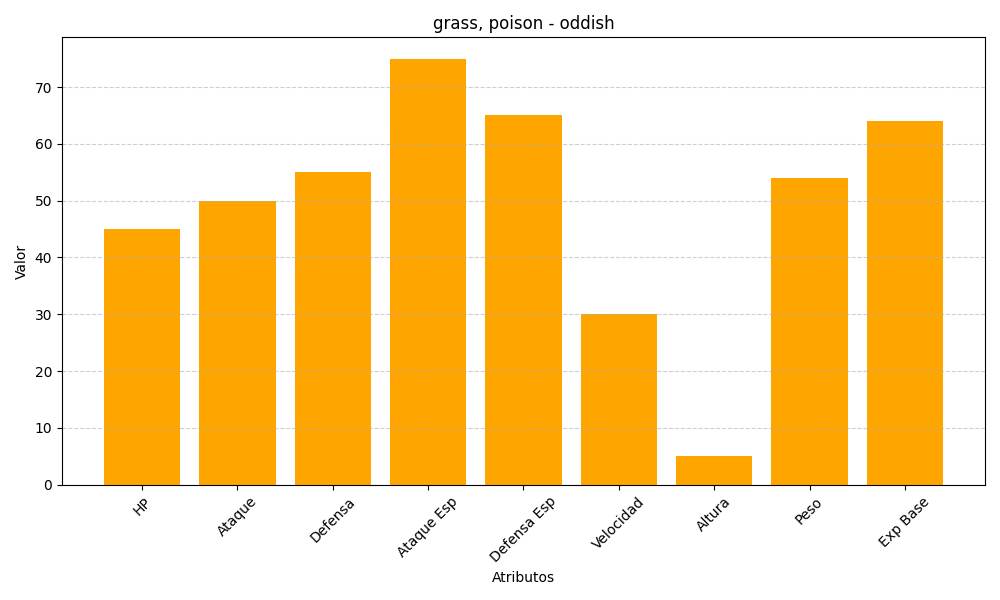 grass, poison - oddish
Valor
70
60
50
40
30
20
10
0
HP
Ataque
Defensa
Ataque Esp
Defensa Esp
Velocidad
Altura
Peso
Exp Base
Atributos